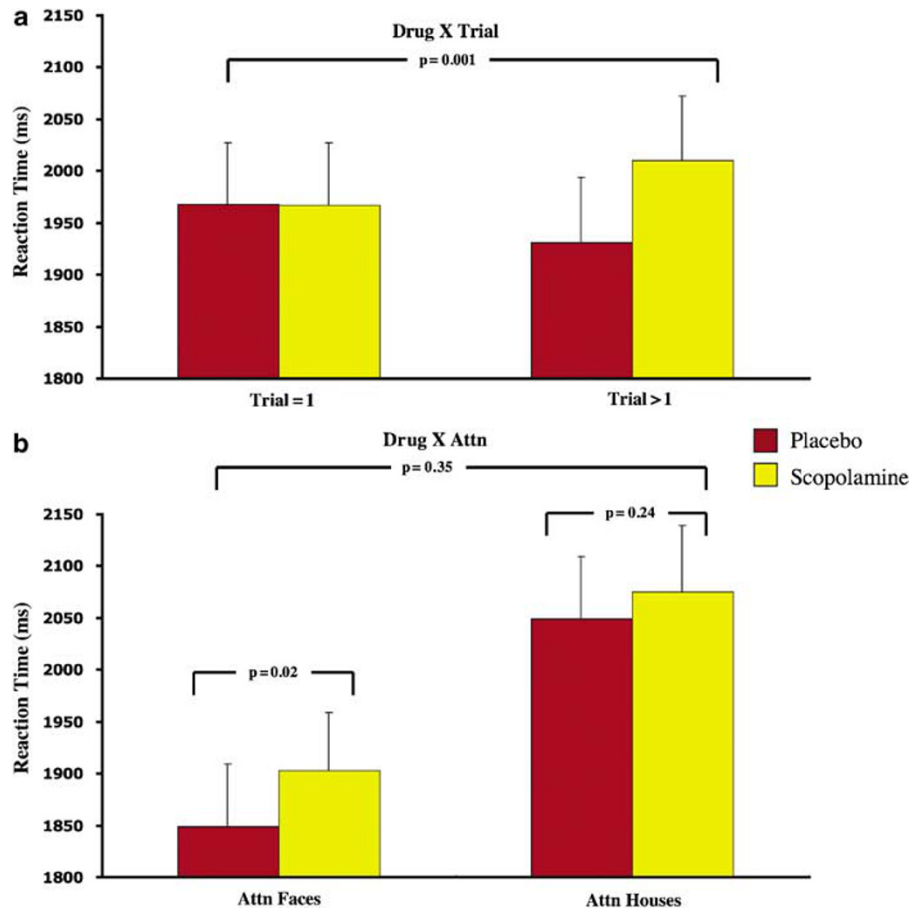 a
Drug X Trial
p=0.001
Reaction Time (ms)
2150
2100
2050
2000
1950
1900
1850
1800
Trial=1 Trial>1
b
Drug X Attn
p=0.35
Placebo
Scopolamine
p=0.24
p=0.02
Reaction Time (ms)
2150
2100
2050
2000
1950
1900
1850
1800
Attn Faces Attn Houses